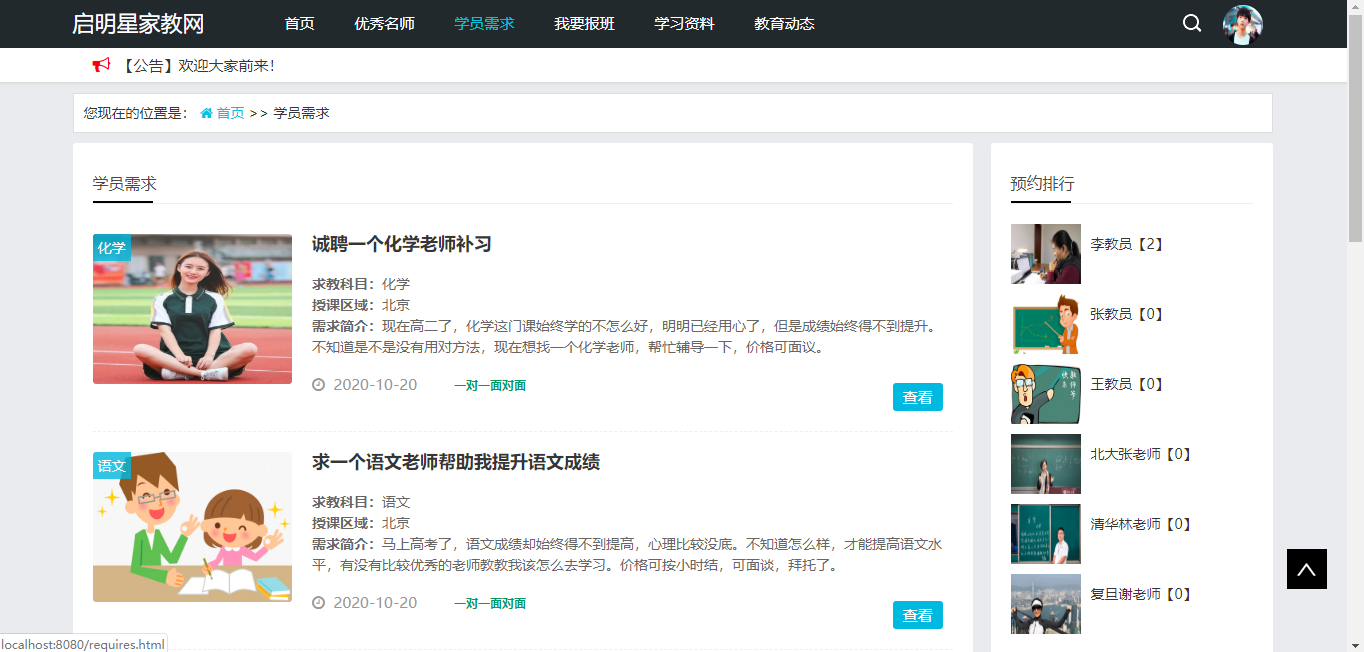 启明星家教网
首页 优秀名师 学员需求 我要报班 学习资料 教育动态
【公告】欢迎大家前来！
您现在的位置是： 首页 >> 学员需求
学员需求
化学
诚聘一个化学老师补习
求教科目：化学
授课区域：北京
需求简介：现在高二了，化学这门课始终学的不怎么好，明明已经用心了，但是成绩始终得不到提升。
不知道是不是没有用对方法，现在想找一个化学老师，帮忙辅导一下，价格可面议。
2020-10-20 一对一面对面
查看
语文
求一个语文老师帮助我提升语文成绩
求教科目：语文
授课区域：北京
需求简介：马上高考了，语文成绩却始终得不到提高，心理比较没底。不知道怎么样，才能提高语文水
平，有没有比较优秀的老师教教我该怎么去学习。价格可按小时结，可面谈，拜托了。
2020-10-20 一对一面对面
查看
预约排行
李教员【2】
张教员【0】
王教员【0】
北大张老师【0】
清华林老师【0】
复旦谢老师【0】
localhost:8080/requires.html